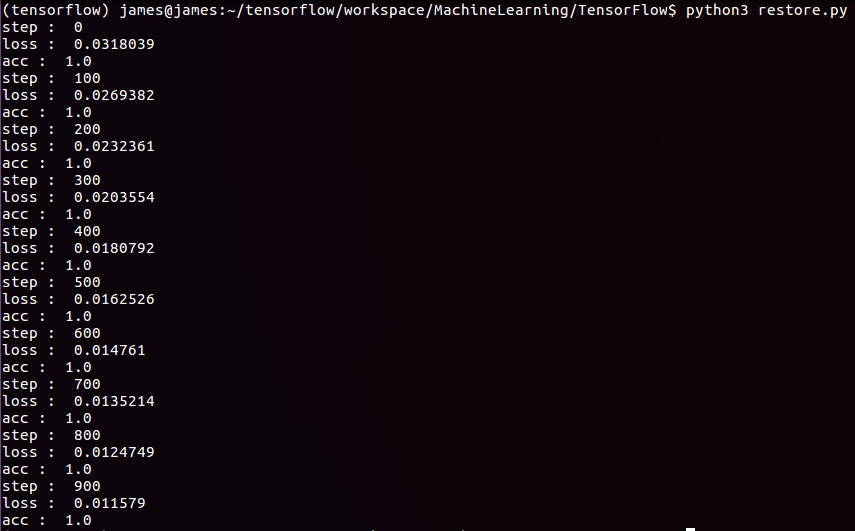 (tensorflow) james@james:~/tensorflow/workspace/MachineLearning/TensorFlow$ python3 restore.py
step :  0
loss :  0.0318039
acc :  1.0
step :  100
loss :  0.0269382
acc :  1.0
step :  200
loss :  0.0232361
acc :  1.0
step :  300
loss :  0.0203554
acc :  1.0
step :  400
loss :  0.0180792
acc :  1.0
step :  500
loss :  0.0162526
acc :  1.0
step :  600
loss :  0.014761
acc :  1.0
step :  700
loss :  0.0135214
acc :  1.0
step :  800
loss :  0.0124749
acc :  1.0
step :  900
loss :  0.011579
acc :  1.0